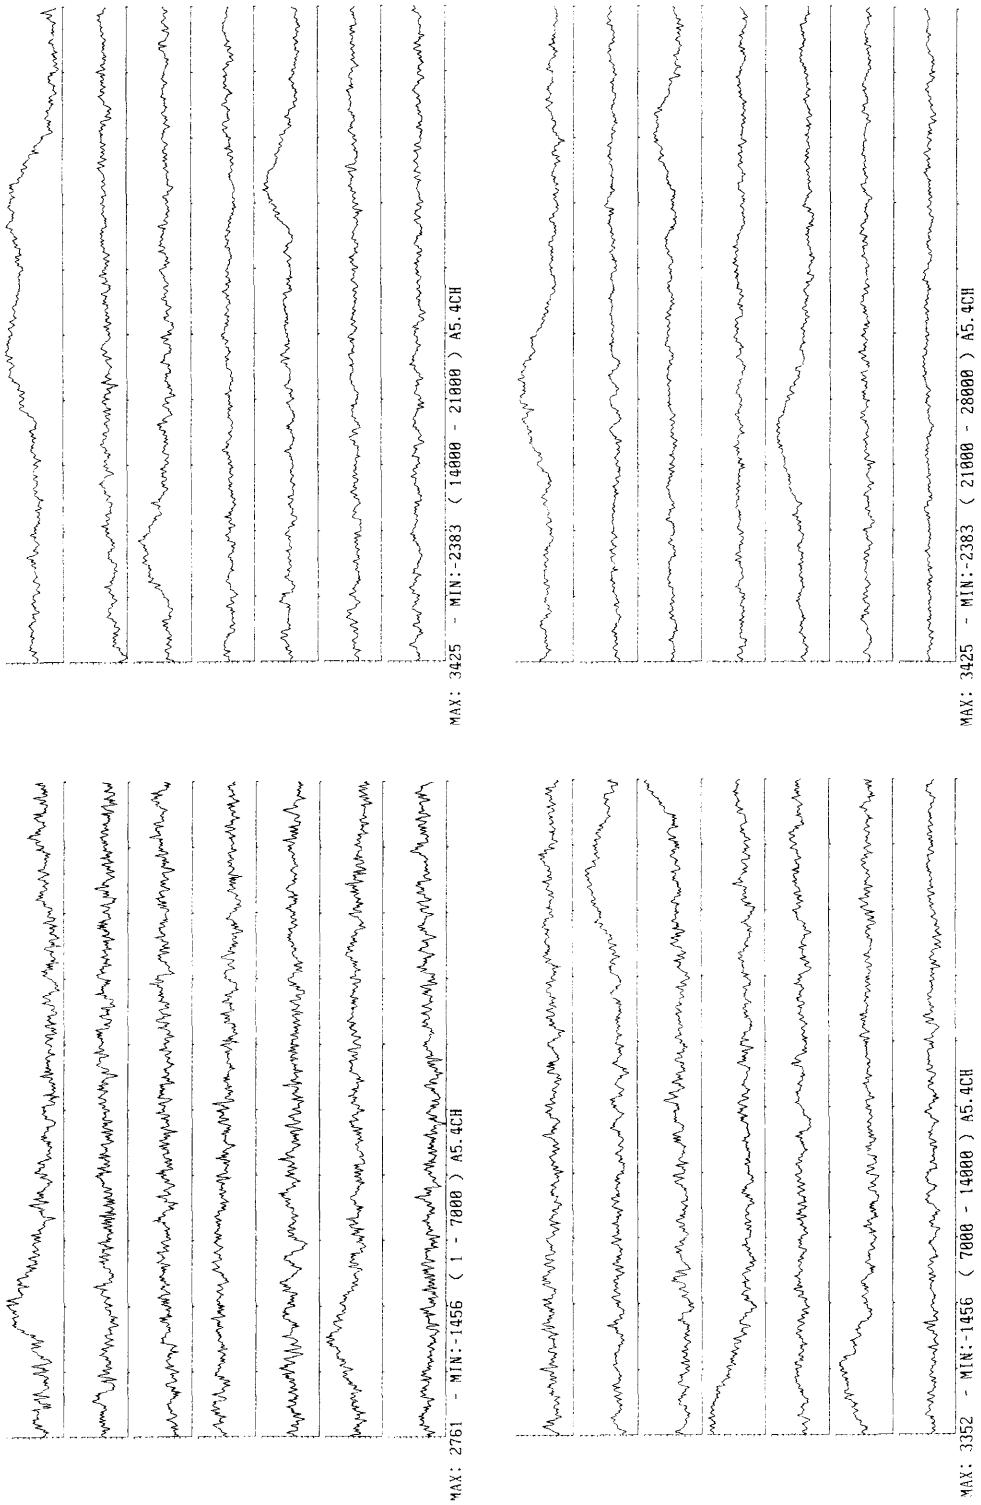 MAX: 2761 - MIN:-1456 ( 1 - 7000 ) A5.4CH
MAX: 3352 - MIN:-1456 ( 7000 - 14000 ) A5.4CH
MAX: 3425 - MIN:-2383 ( 14000 - 21000 ) A5.4CH
MAX: 3425 - MIN:-2383 ( 21000 - 28000 ) A5.4CH